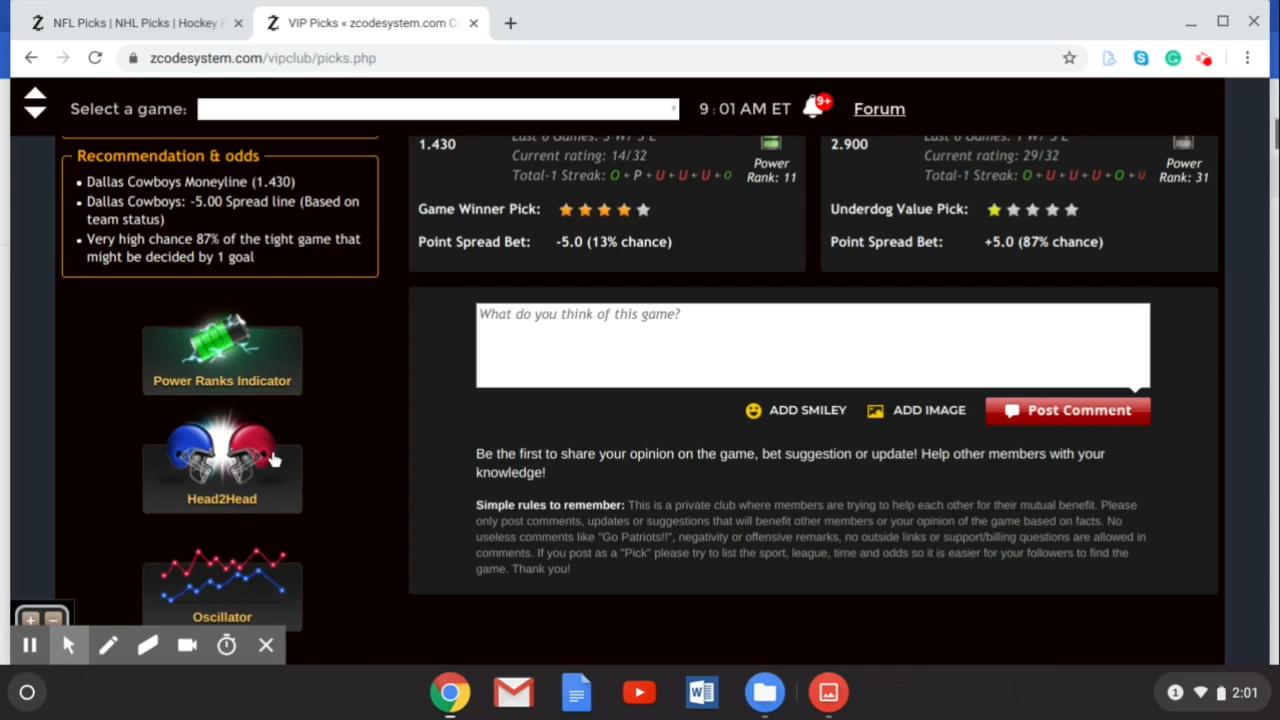 NFL Picks | NHL Picks | Hockey
VIP Picks « zcodesystem.com C
zcodesystem.com/vipclub/picks.php
Select a game:
9:01 AM ET
9+
Forum
Recommendation & odds
Dallas Cowboys Moneyline (1.430)
Dallas Cowboys: -5.00 Spread line (Based on
team status)
Very high chance 87% of the tight game that
might be decided by 1 goal
Power Ranks Indicator
Head2Head
Oscillator
1.430
Last 6 Games: 3 W/ 3 L
Current rating: 14/32
Total-1 Streak: O ← P ← U ← U ← U ← O
Power
Rank: 11
Game Winner Pick:
Point Spread Bet: -5.0 (13% chance)
2.900
Current rating: 29/32
Total-1 Streak: O ← U ← U ← U ← O ← U
Power
Rank: 31
Underdog Value Pick:
Point Spread Bet: +5.0 (87% chance)
What do you think of this game?
ADD SMILEY
ADD IMAGE
Post Comment
Be the first to share your opinion on the game, bet suggestion or update! Help other members with your
knowledge!
Simple rules to remember: This is a private club where members are trying to help each other for their mutual benefit. Please
only post comments, updates or suggestions that will benefit other members or your opinion of the game based on facts. No
useless comments like "Go Patriots!!", negativity or offensive remarks, no outside links or support/billing questions are allowed in
comments. If you post as a "Pick" please try to list the sport, league, time and odds so it is easier for your followers to find the
game. Thank you!
1
2:01